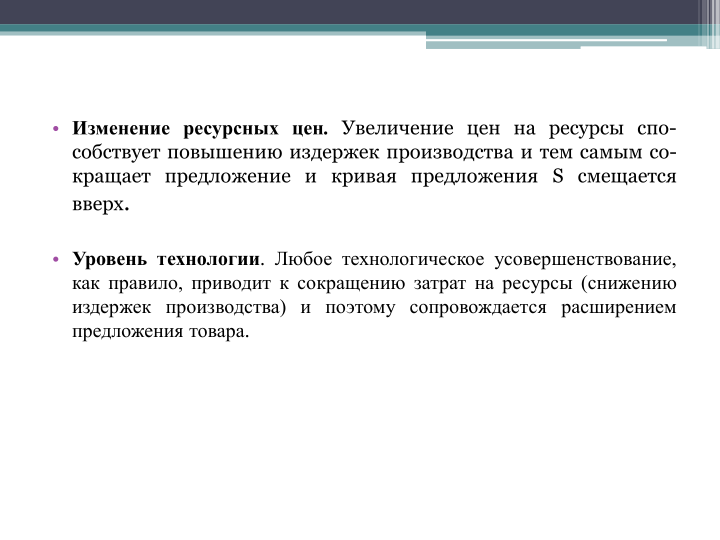 • Изменение ресурсных цен. Увеличение цен на ресурсы спо-
собствует повышению издержек производства и тем самым со-
кращает предложение и кривая предложения S смещается
вверх.
• Уровень технологии. Любое технологическое усовершенствование,
как правило, приводит к сокращению затрат на ресурсы (снижению
издержек производства) и поэтому сопровождается расширением
предложения товара.